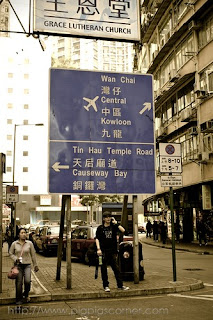 主恩堂
GRACE LUTHERAN CHURCH
Wan Chai
灣仔
Central
中區
Kowloon
九龍
Tin Hau Temple Road
天后廟道
Causeway Bay
銅鑼灣